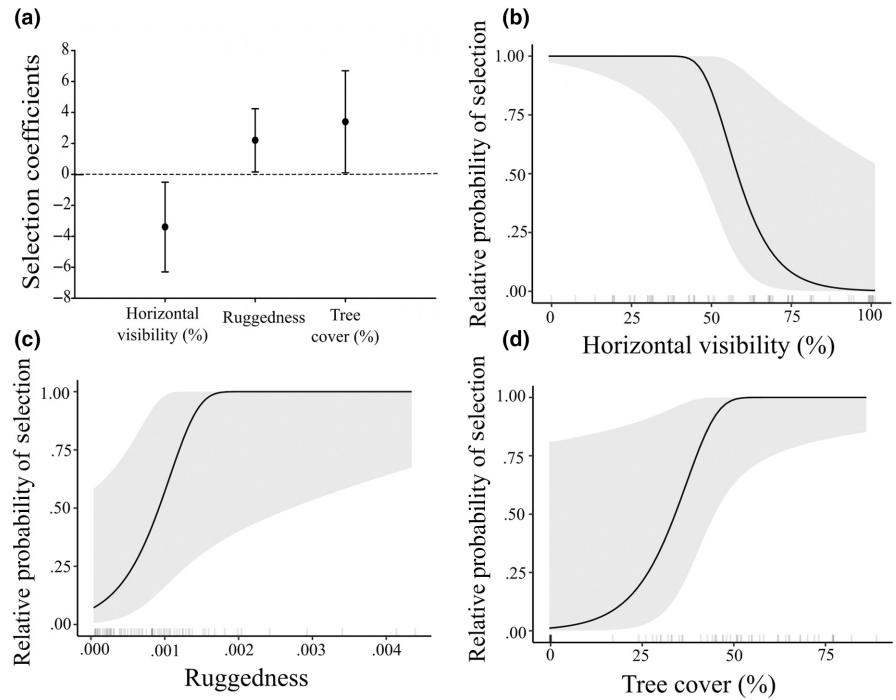 (a)
Selection coefficients
8
6
4
2
0
−2
−4
−6
−8
Horizontal
visibility (%)
Ruggedness
Tree
cover (%)
(b)
Relative probability of selection
1.00
.75
.50
.25
.00
0
25
50
75
100
Horizontal visibility (%)
(c)
Relative probability of selection
1.00
.75
.50
.25
.00
.000
.001
.002
.003
.004
Ruggedness
(d)
Relative probability of selection
1.00
.75
.50
.25
.00
0
25
50
75
Tree cover (%)